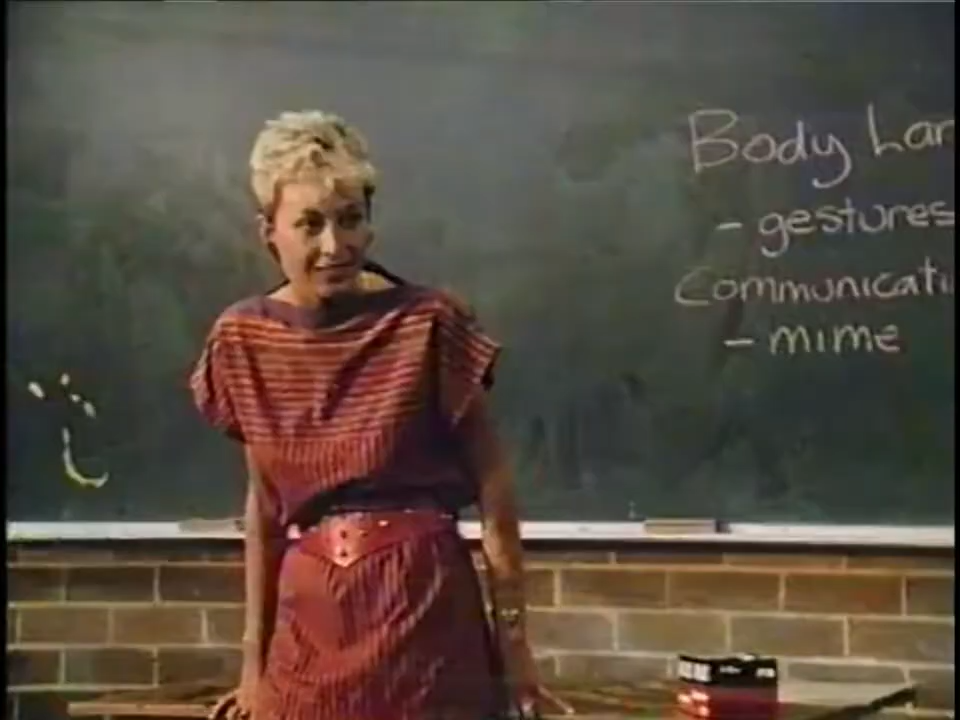 Body Lan
- gestures
Communicati
- mime